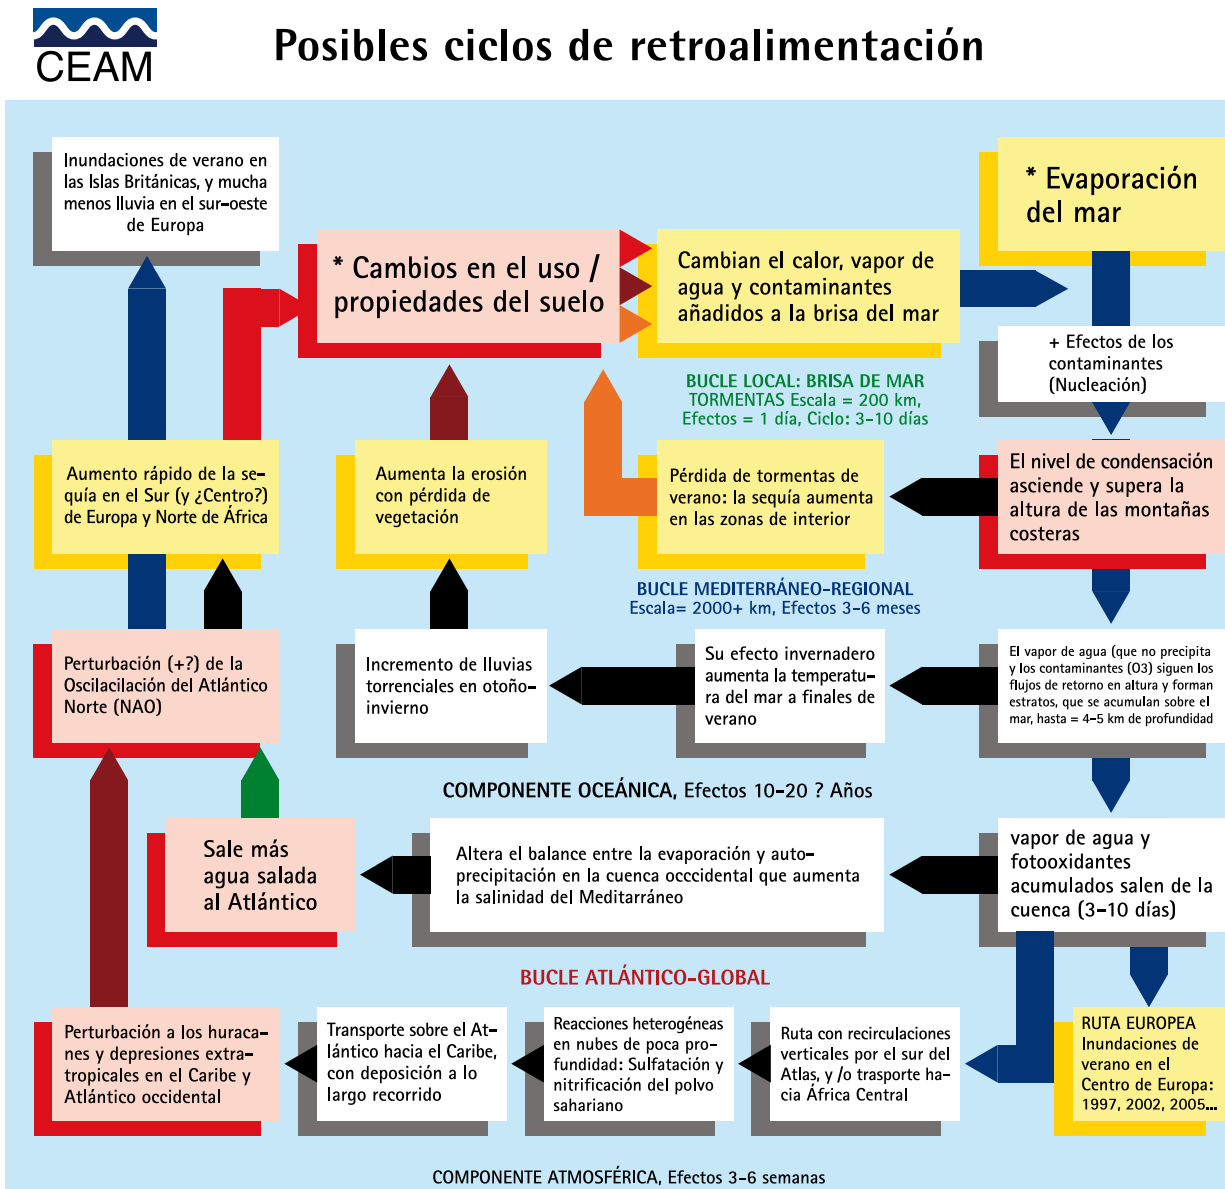 CEAM
Posibles ciclos de retroalimentación
Inundaciones de verano en
las Islas Británicas, y mucha
menos lluvia en el sur-oeste
de Europa
* Cambios en el uso /
propiedades del suelo
Cambian el calor, vapor de
agua y contaminantes
añadidos a la brisa del mar
* Evaporación
del mar
+ Efectos de los
contaminantes
(Nucleación)
BUCLE LOCAL: BRISA DE MAR
TORMENTAS Escala = 200 km,
Efectos = 1 día, Ciclo: 3-10 días
Aumento rápido de la se-
quía en el Sur (y ¿Centro?)
de Europa y Norte de África
Aumenta la erosión
con pérdida de
vegetación
Pérdida de tormentas de
verano: la sequía aumenta
en las zonas de interior
El nivel de condensación
asciende y supera la
altura de las montañas
costeras
BUCLE MEDITERRÁNEO-REGIONAL
Escala= 2000+ km, Efectos 3-6 meses
Perturbación (+?) de la
Oscilacilación del Atlántico
Norte (NAO)
Incremento de lluvias
torrenciales en otoño-
invierno
Su efecto invernadero
aumenta la temperatu-
ra del mar a finales de
verano
El vapor de agua (que no precipita
y los contaminantes (O3) siguen los
flujos de retorno en altura y forman
estratos, que se acumulan sobre el
mar, hasta = 4-5 km de profundidad
COMPONENTE OCEÁNICA, Efectos 10-20 ? Años
Sale más
agua salada
al Atlántico
Altera el balance entre la evaporación y auto-
precipitación en la cuenca occcidental que aumenta
la salinidad del Meditarráneo
vapor de agua y
fotooxidantes
acumulados salen de la
cuenca (3-10 días)
BUCLE ATLÁNTICO-GLOBAL
Perturbación a los huraca-
nes y depresiones extra-
tropicales en el Caribe y
Atlántico occidental
Transporte sobre el At-
lántico hacia el Caribe,
con deposición a lo
largo recorrido
Reacciones heterogéneas
en nubes de poca pro-
fundidad: Sulfatación y
nitrificación del polvo
sahariano
Ruta con recirculaciones
verticales por el sur del
Atlas, y /o trasporte ha-
cia África Central
RUTA EUROPEA
Inundaciones de
verano en el
Centro de Europa:
1997, 2002, 2005...
COMPONENTE ATMOSFÉRICA, Efectos 3-6 semanas